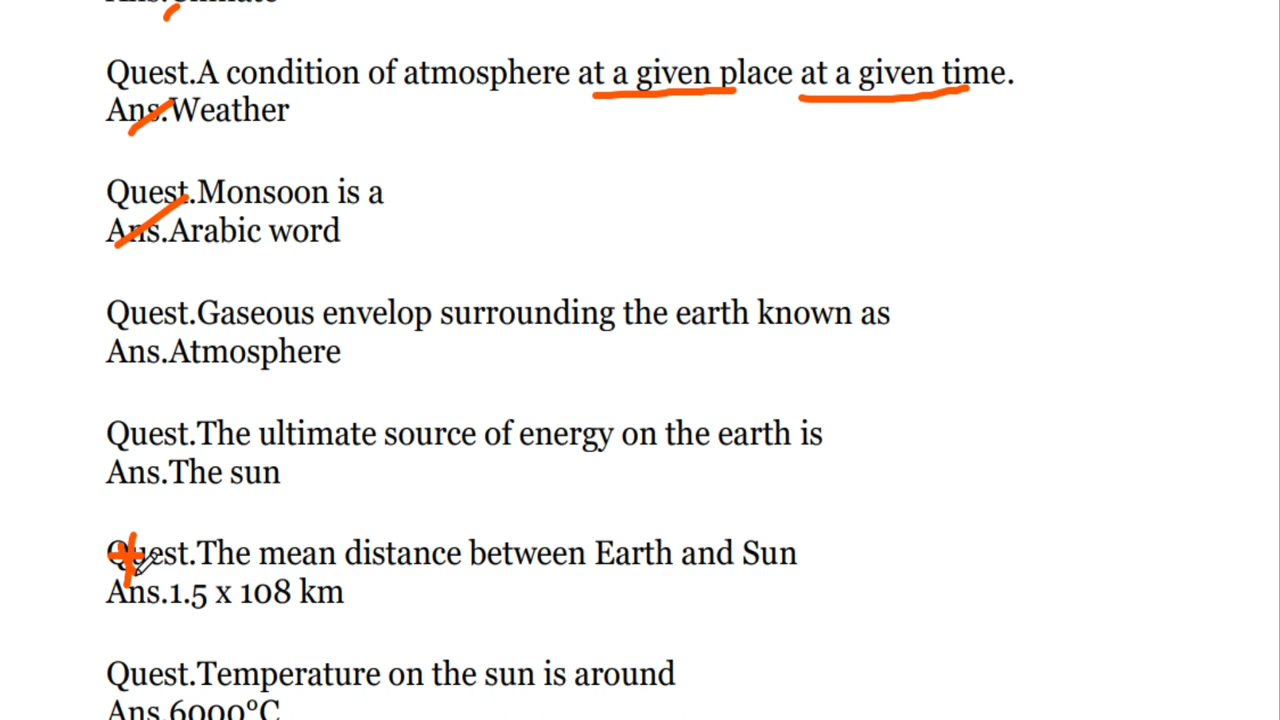 Quest.A condition of atmosphere at a given place at a given time.
Ans.Weather
Quest.Monsoon is a
Ans.Arabic word
Quest.Gaseous envelop surrounding the earth known as
Ans.Atmosphere
Quest.The ultimate source of energy on the earth is
Ans.The sun
Quest.The mean distance between Earth and Sun
Ans.1.5 x 108 km
Quest.Temperature on the sun is around
Ans.6000°C